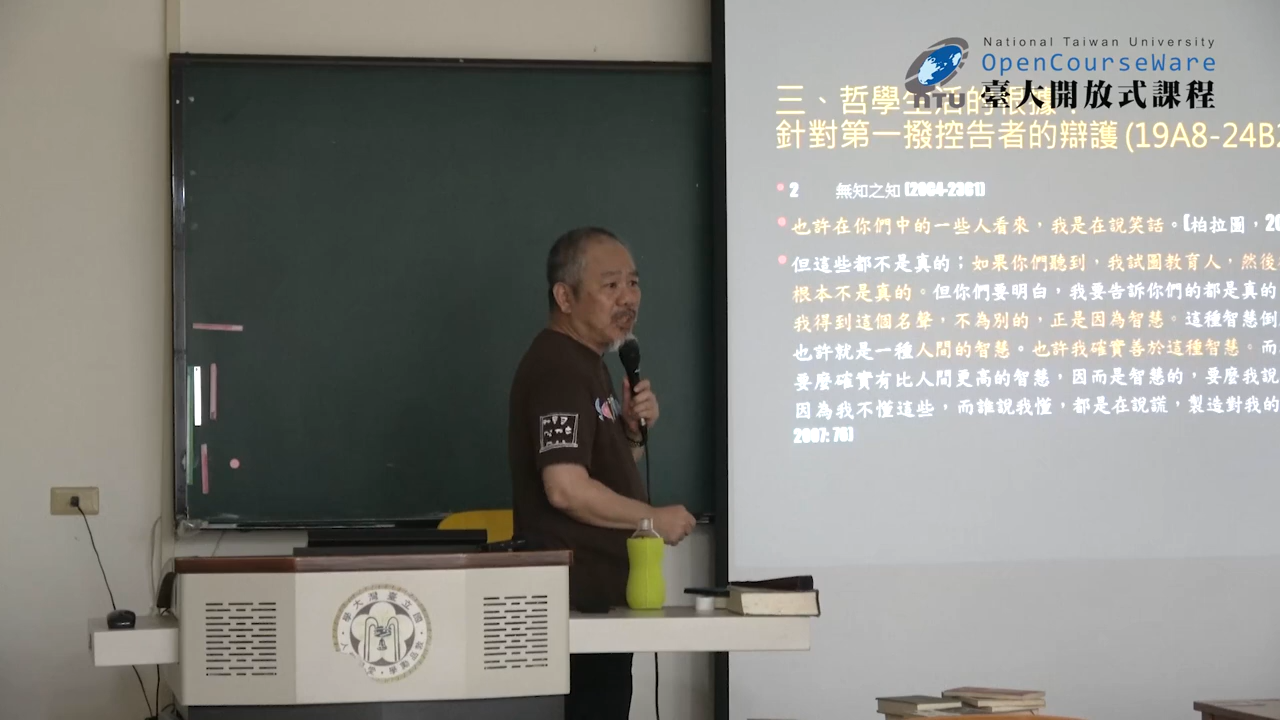 National Taiwan University
OpenCourseWare
NTU 臺大開放式課程
三、哲學生活的根據：
針對第一撥控告者的辯護 (19A8-24B2
2 無知之知
也許在你們中的一些人看來，我是在說笑話。(柏拉圖，20
但這些都不是真的；如果你們聽到，我試圖教育人，然後
根本不是真的。但你們要明白，我要告訴你們的都是真的
我得到這個名聲，不為別的，正是因為智慧。這種智慧倒
也許就是一種人間的智慧。也許我確實善於這種智慧。而
要麼確實有比人間更高的智慧，因而是智慧的，要麼我說
因為我不懂這些，而誰說我懂，都是在說謊，製造對我的
2007: 76)